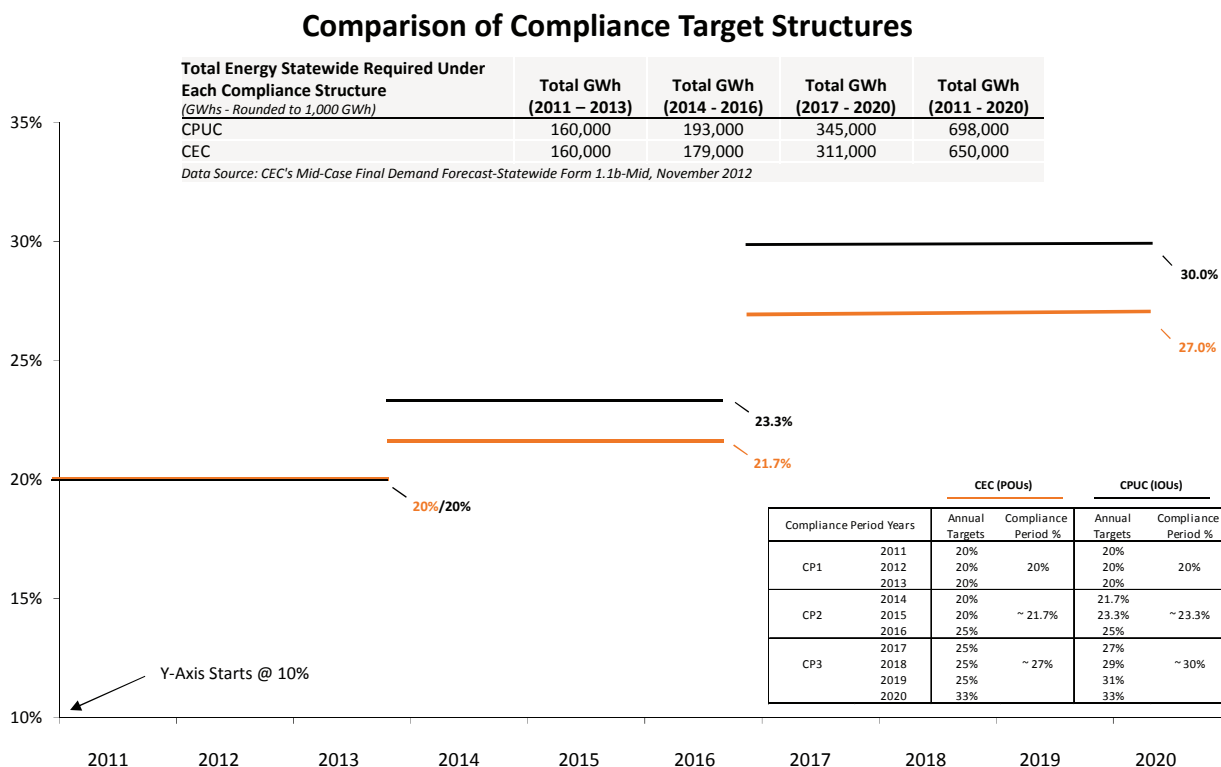 Comparison of Compliance Target Structures
Total Energy Statewide Required Under
Each Compliance Structure
(GWhs - Rounded to 1,000 GWh)
Total GWh
(2011 – 2013)
Total GWh
(2014 - 2016)
Total GWh
(2017 - 2020)
Total GWh
(2011 - 2020)
CPUC 160,000 193,000 345,000 698,000
CEC 160,000 179,000 311,000 650,000
Data Source: CEC's Mid-Case Final Demand Forecast-Statewide Form 1.1b-Mid, November 2012
35%
30%
25%
20%
15%
10%
30.0%
27.0%
23.3%
21.7%
20%/20%
Y-Axis Starts @ 10%
CEC (POUs) CPUC (IOUs)
Compliance Period Years
Annual
Targets
Compliance
Period %
Annual
Targets
Compliance
Period %
CP1
2011 20% 20%
2012 20% 20% 20% 20%
2013 20% 20%
CP2
2014 20% 21.7%
2015 20% ~ 21.7% 23.3% ~ 23.3%
2016 25% 25%
CP3
2017 25% 27%
2018 25% ~ 27% 29% ~ 30%
2019 25% 31%
2020 33% 33%
2011 2012 2013 2014 2015 2016 2017 2018 2019 2020